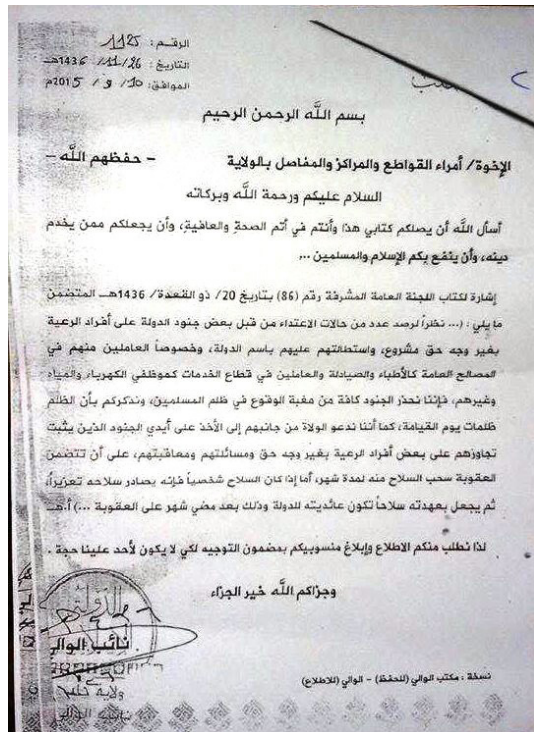 الرقم: 1125
التاريخ: 26/ 11/ 1436هـ
الموافق: 10/ 9/ 2015م
بسم الله الرحمن الرحيم
الإخوة/ أمراء القواطع والمراكز والمفاصل بالولاية - حفظهم الله -
السلام عليكم ورحمة الله وبركاته
أسأل الله أن يصلكم كتابي هذا وأنتم في أتم الصحة والعافية، وأن يجعلكم ممن يخدم
دينه، وأن ينفع بكم الإسلام والمسلمين ...
إشارة لكتاب اللجنة العامة المشرفة رقم (86) بتاريخ 20/ ذو القعدة/ 1436هـ المتضمن
ما يلي: (... نظراً لرصد عدد من حالات الاعتداء من قبل بعض جنود الدولة على أفراد الرعية
بغير وجه حق مشروع، واستطالتهم عليهم باسم الدولة، وخصوصاً العاملين منهم في
المصالح العامة كالأطباء والصيادلة والعاملين في قطاع الخدمات كموظفي الكهرباء والمياه
وغيرهم، فإننا نحذر الجنود كافة من مغبة الوقوع في ظلم المسلمين، ونذكركم بأن الظلم
ظلمات يوم القيامة، كما أننا ندعو الولاة من جانبهم إلى الأخذ على أيدي الجنود الذين يثبت
تجاوزهم على بعض أفراد الرعية بغير وجه حق ومسائلتهم ومعاقبتهم، على أن تتضمن
العقوبة سحب السلاح منه لمدة شهر، أما إذا كان السلاح شخصياً فإنه يصادر سلاحه تعزيراً،
ثم يجعل بعهدته سلاحاً تكون عائديته للدولة وذلك بعد مضي شهر على العقوبة ...) أ.هـ
لذا نطلب منكم الاطلاع وإبلاغ منسوبيكم بمضمون التوجيه لكي لا يكون لأحد علينا حجة .
وجزاكم الله خير الجزاء
نائب الوالي
ولاية حلب
نائب الوالي
نسخة : مكتب الوالي (للحفظ) - الوالي (للاطلاع)